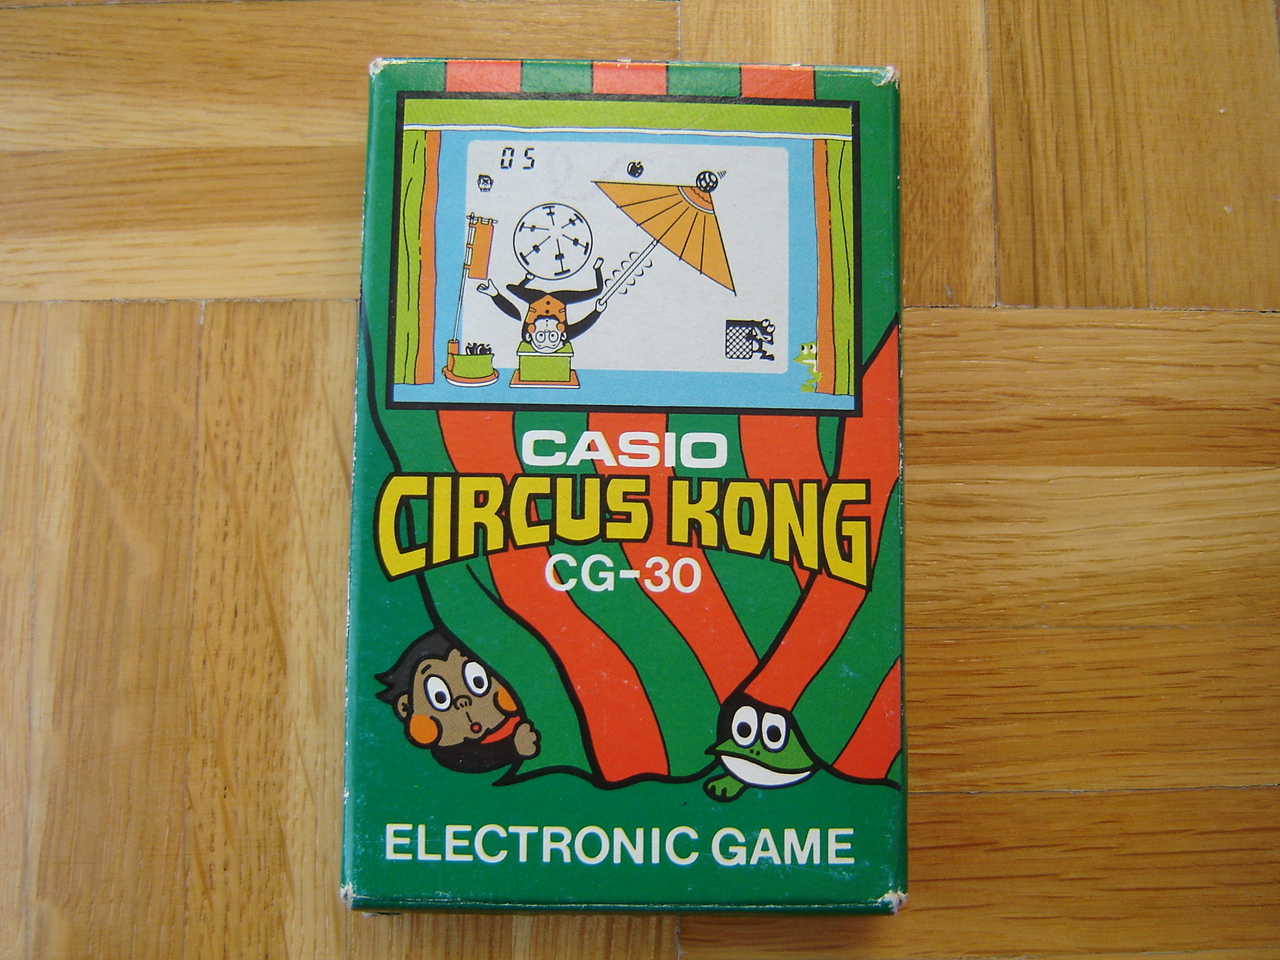 05
CASIO
CIRCUS KONG
CG-30
ELECTRONIC GAME